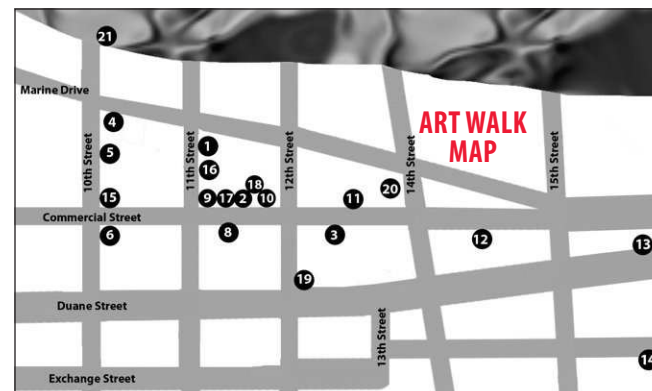 21
Marine Drive
4
ART WALK
MAP
10th Street
11th Street
12th Street
14th Street
15th Street
1
5
16
18
20
15
9
17
2
10
11
Commercial Street
6
8
3
12
13
19
Duane Street
13th Street
14
Exchange Street